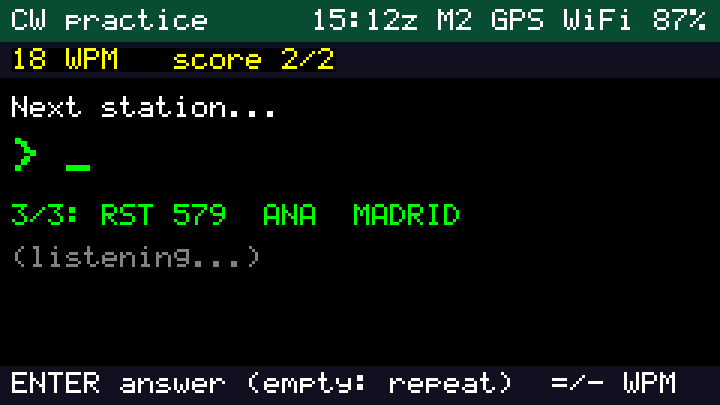 CW practice 15:12z M2 GPS WiFi 87%
18 WPM score 2/2
Next station...
> _
3/3: RST 579 ANA MADRID
(listening...)
ENTER answer (empty: repeat) =/- WPM